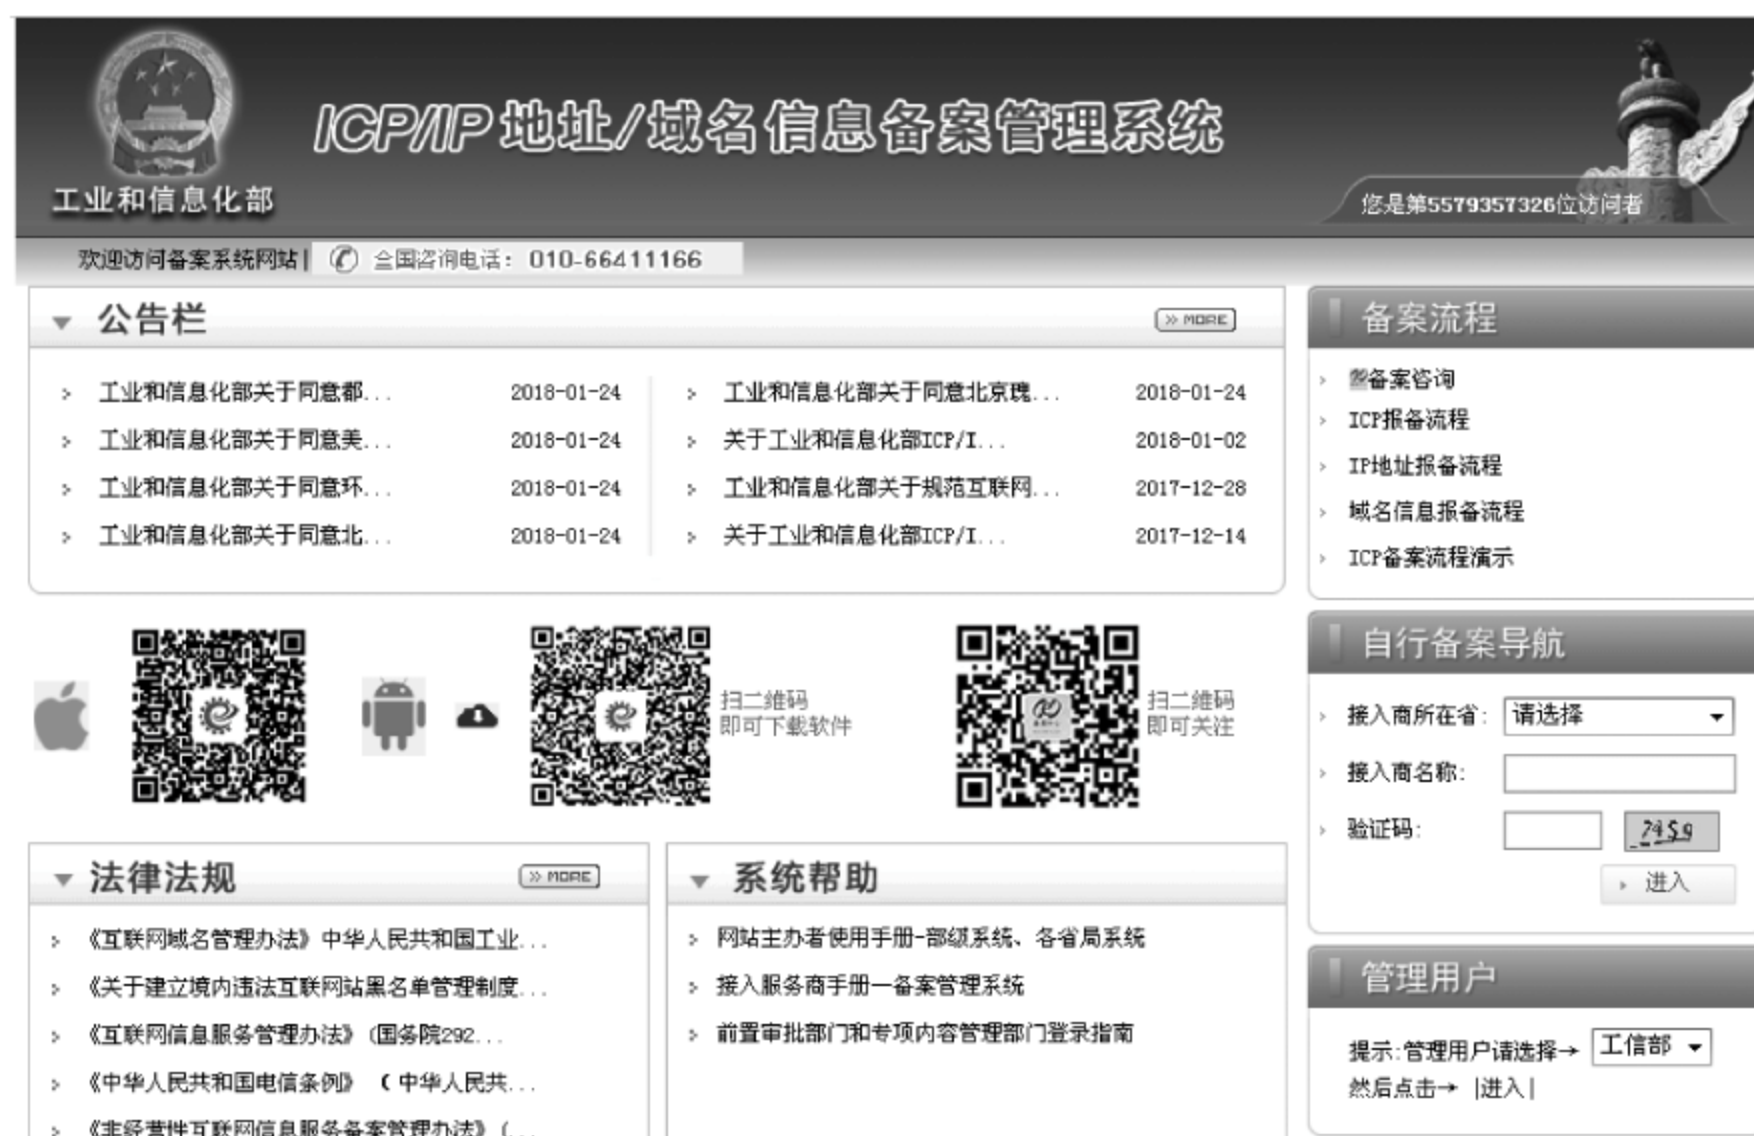 ICP/IP地址/域名信息备案管理系统
工业和信息化部
您是第5579357326位访问者
欢迎访问备案系统网站| 全国咨询电话：010-66411166
公告栏
» MORE
工业和信息化部关于同意都... 2018-01-24
工业和信息化部关于同意美... 2018-01-24
工业和信息化部关于同意环... 2018-01-24
工业和信息化部关于同意北... 2018-01-24
工业和信息化部关于同意北京瑰... 2018-01-24
关于工业和信息化部ICP/I... 2018-01-02
工业和信息化部关于规范互联网... 2017-12-28
关于工业和信息化部ICP/I... 2017-12-14
扫二维码
即可下载软件
扫二维码
即可关注
法律法规
» MORE
《互联网域名管理办法》中华人民共和国工业...
《关于建立境内违法互联网站黑名单管理制度...
《互联网信息服务管理办法》(国务院292...
《中华人民共和国电信条例》 ( 中华人民共...
《非经营性互联网信息服务备案管理办法》(...
系统帮助
网站主办者使用手册-部级系统、各省局系统
接入服务商手册—备案管理系统
前置审批部门和专项内容管理部门登录指南
备案流程
备案咨询
ICP报备流程
IP地址报备流程
域名信息报备流程
ICP备案流程演示
自行备案导航
接入商所在省： 请选择
接入商名称：
验证码： 7459
进入
管理用户
提示:管理用户请选择→ 工信部
然后点击→ |进入|